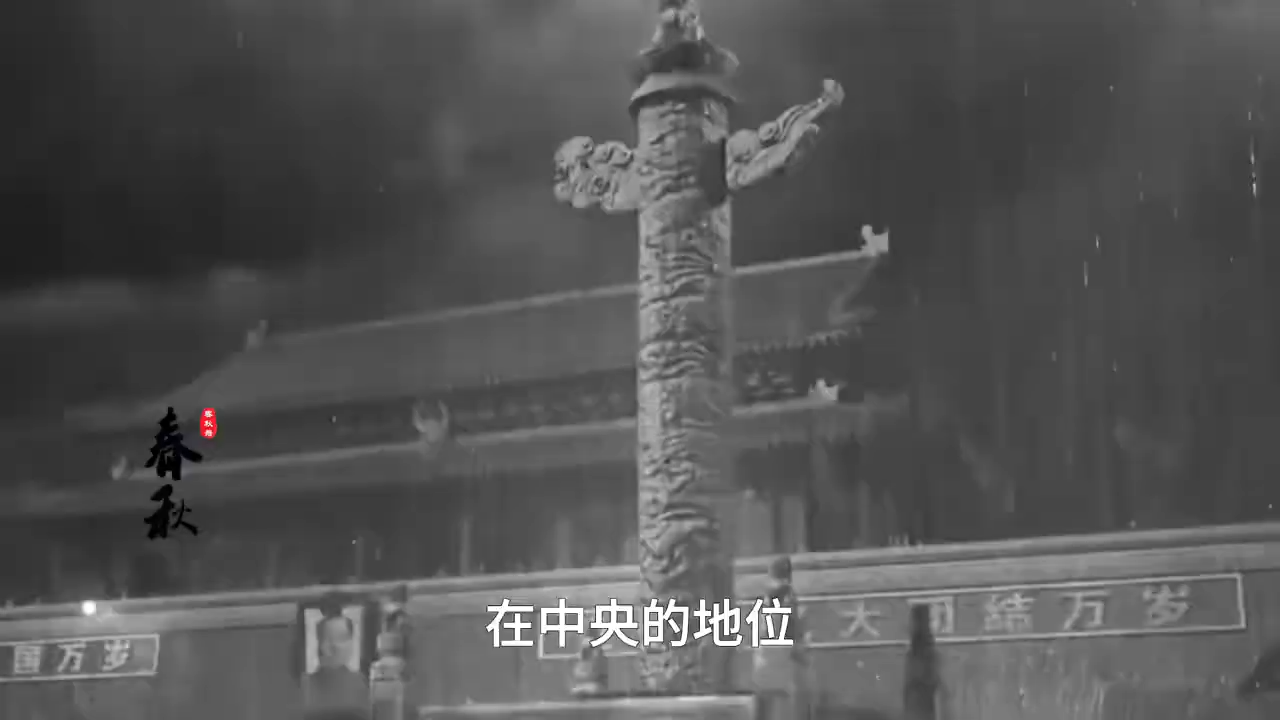 春秋
国万岁
在中央的地位
大团结万岁